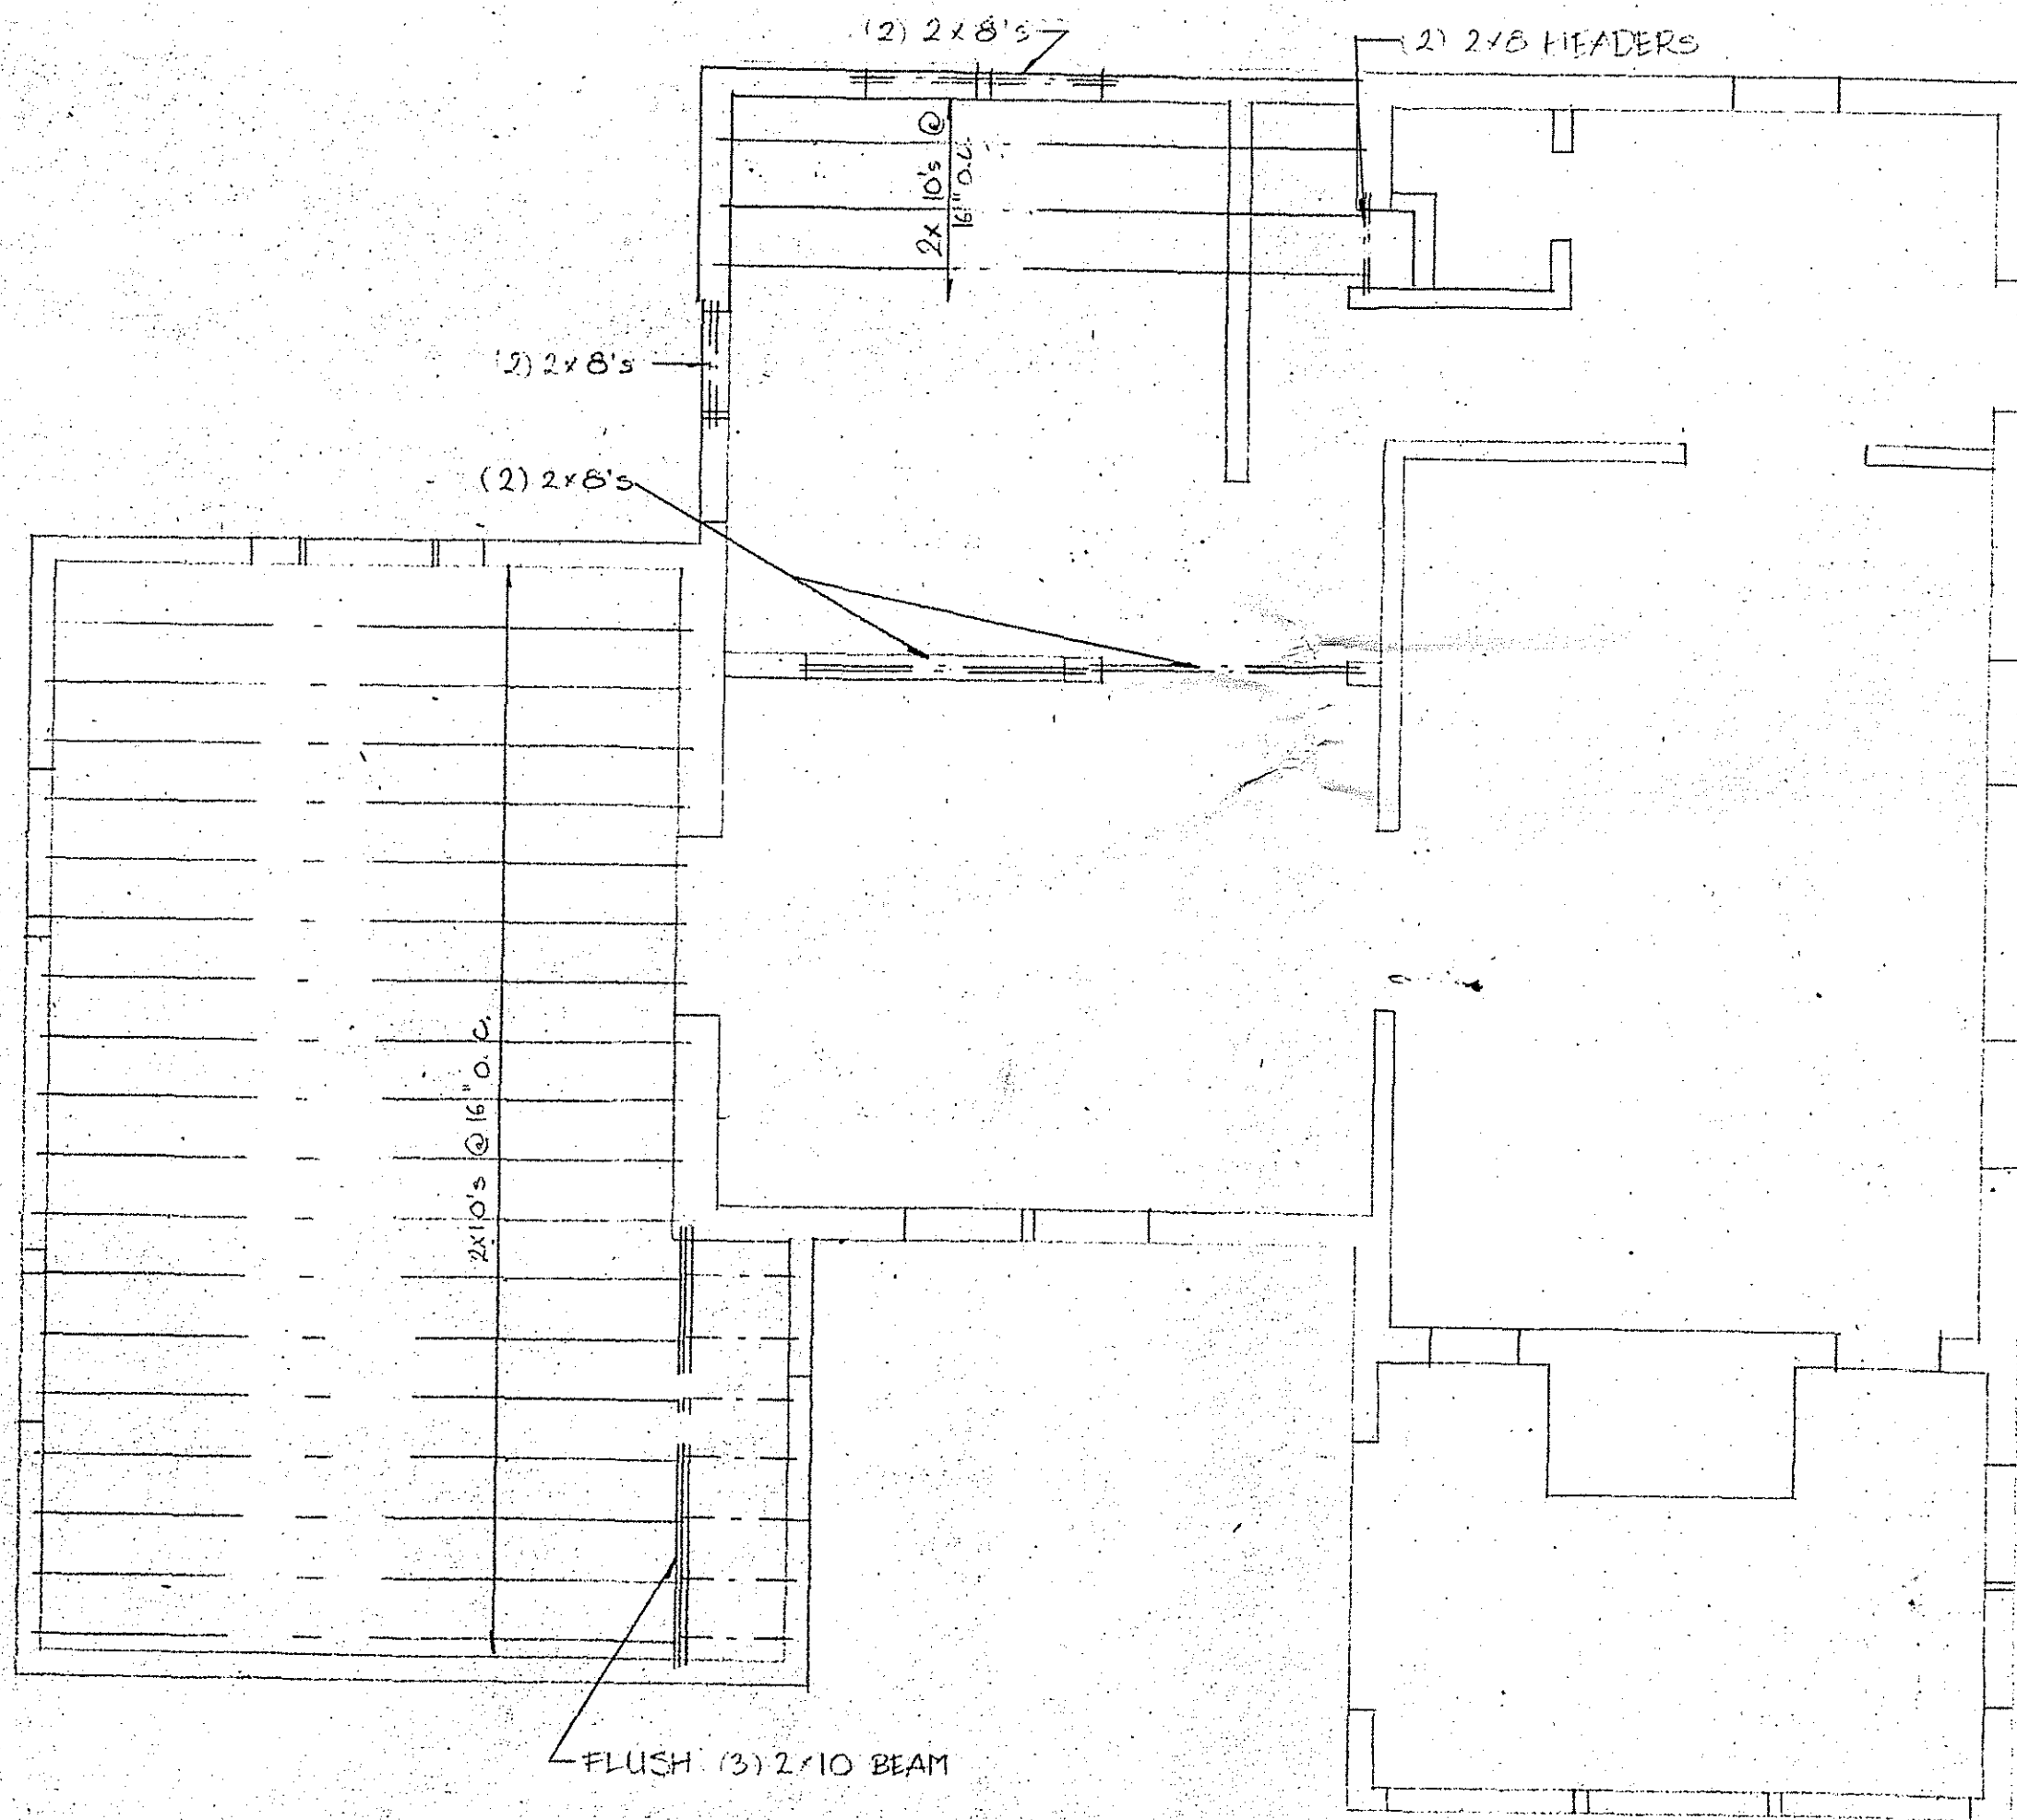 (2) 2x8's
(2) 2x8 HEADERS
2x 10's @
16" O.C.
(2) 2x8's
(2) 2x8's
2x10's @ 16" O.C.
FLUSH (3) 2x10 BEAM